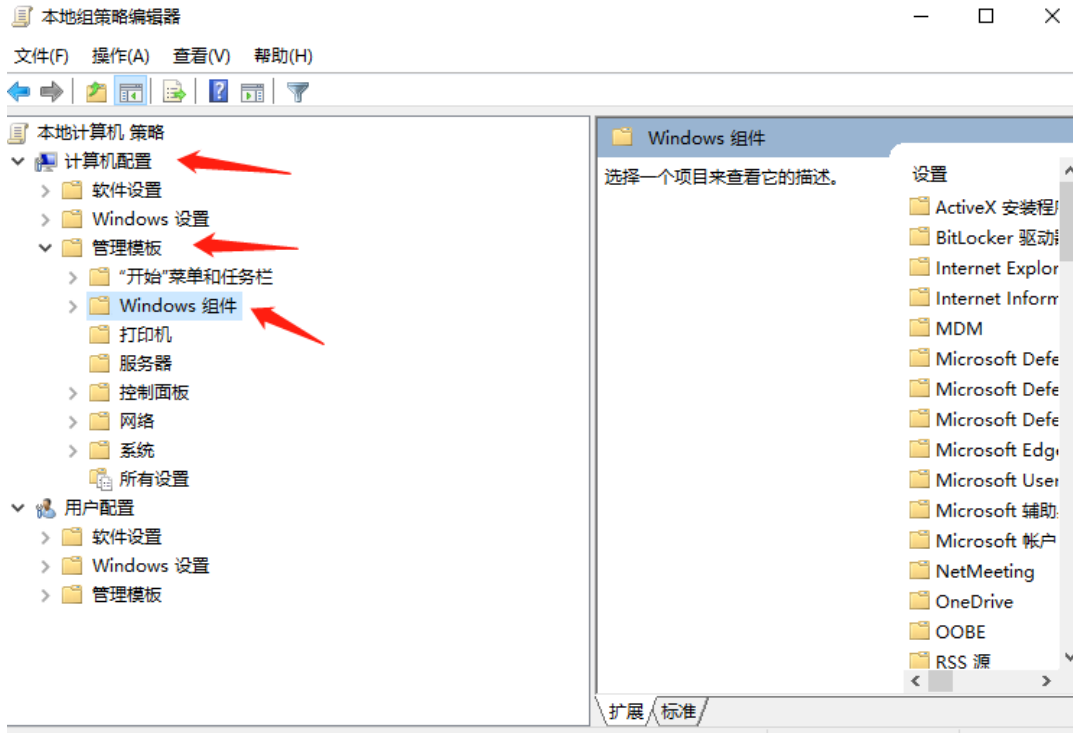 本地组策略编辑器
文件(F) 操作(A) 查看(V) 帮助(H)
本地计算机 策略
计算机配置
软件设置
Windows 设置
管理模板
“开始”菜单和任务栏
Windows 组件
打印机
服务器
控制面板
网络
系统
所有设置
用户配置
软件设置
Windows 设置
管理模板
Windows 组件
选择一个项目来查看它的描述。
设置
ActiveX 安装程
BitLocker 驱动
Internet Explor
Internet Inform
MDM
Microsoft Defe
Microsoft Defe
Microsoft Defe
Microsoft Edg
Microsoft User
Microsoft 辅助
Microsoft 帐户
NetMeeting
OneDrive
OOBE
RSS 源
扩展 标准